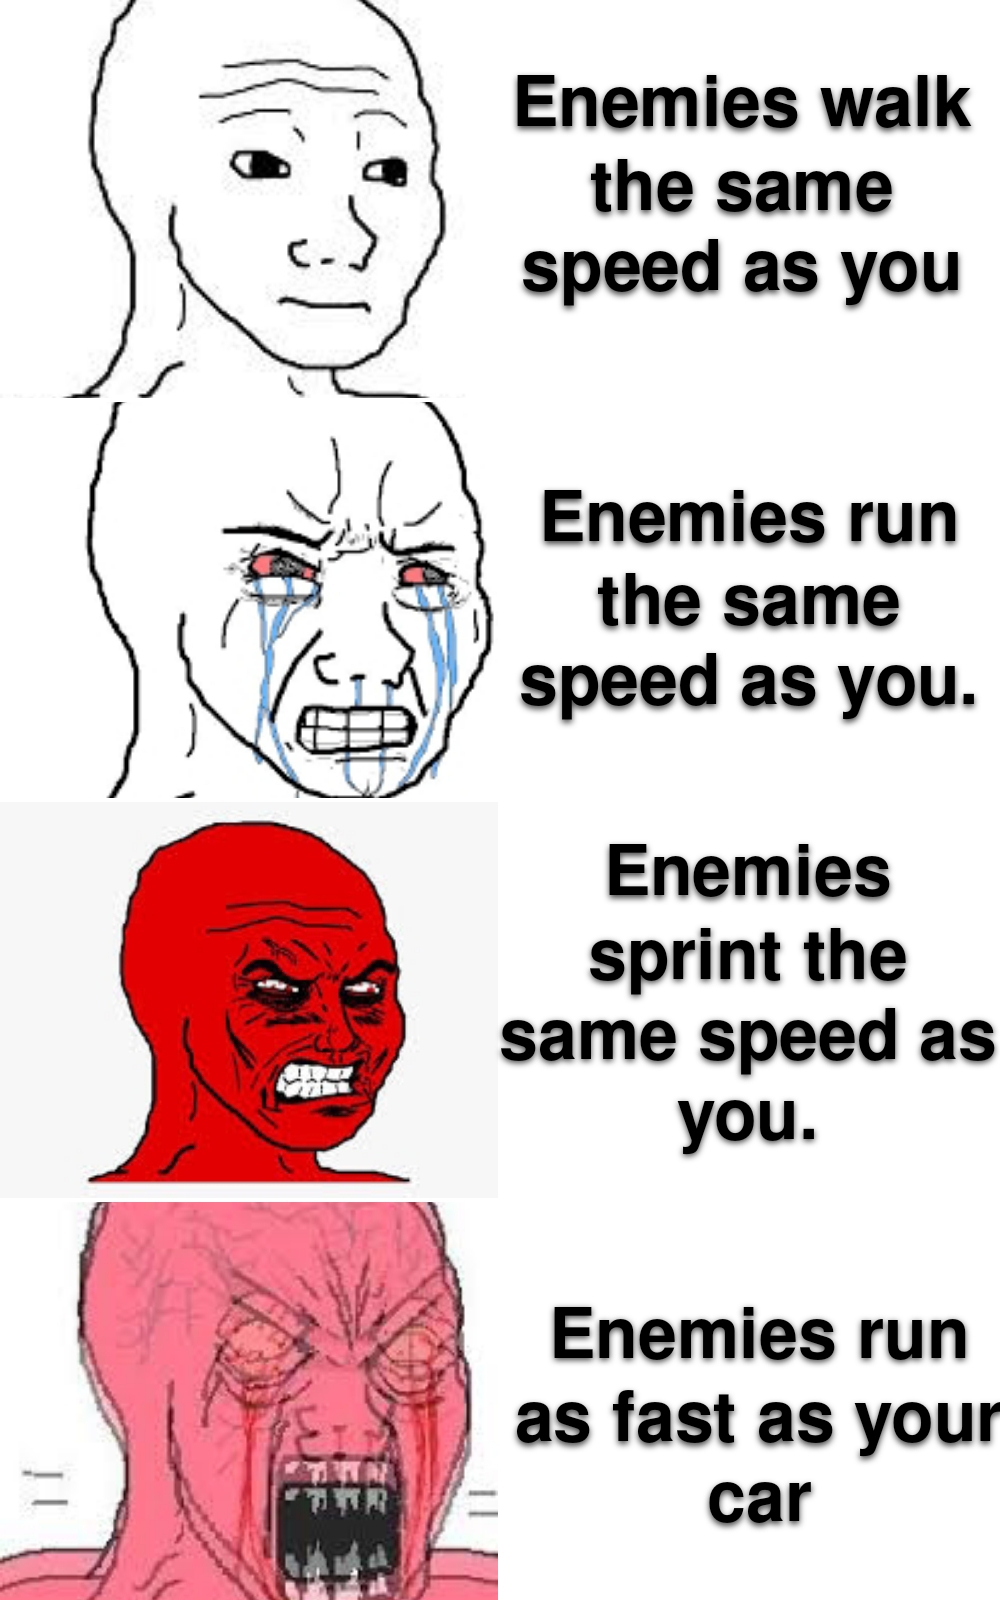 Enemies walk
the same
speed as you
Enemies run
the same
speed as you.
Enemies
sprint the
same speed as
you.
Enemies run
as fast as your
car